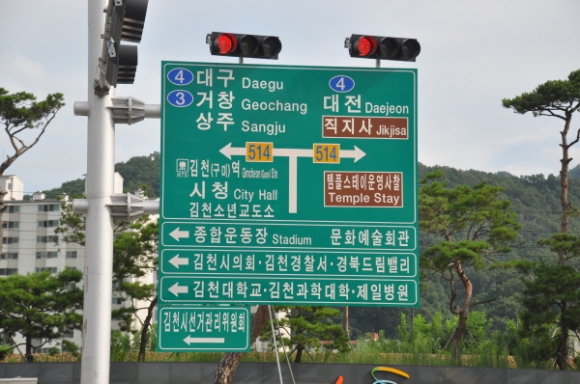 4 대구 Daegu
3 거창 Geochang
상주 Sangju
4
대전 Daejeon
직지사 Jikjisa
514 514
김천(구미)역 Gimcheon(Gumi) Stn
시청 City Hall
김천소년교도소
템플스테이운영사찰
Temple Stay
종합운동장 Stadium 문화예술회관
김천시의회·김천경찰서·경북드림밸리
김천대학교·김천과학대학·제일병원
김천시선거관리위원회